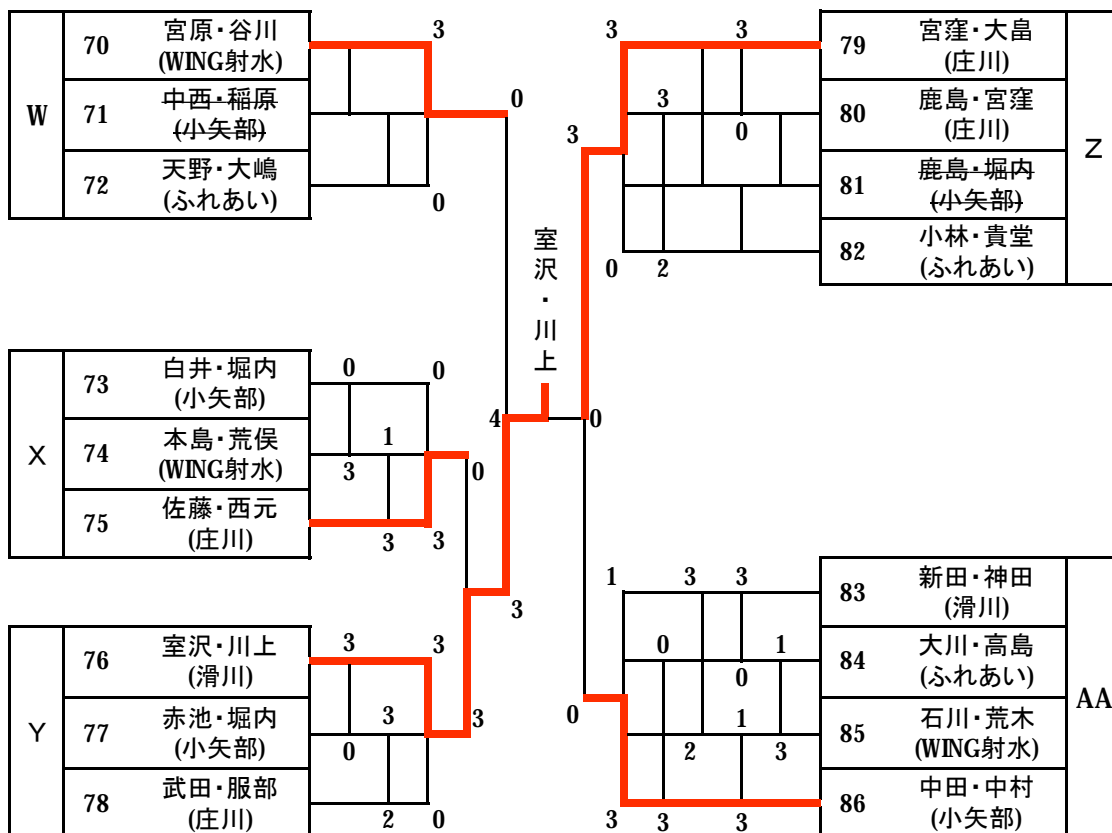 W
70 宮原・谷川
(WING射水)
71 中西・稲原
(小矢部)
72 天野・大嶋
(ふれあい)
3
0
0
X
73 白井・堀内
(小矢部)
74 本島・荒俣
(WING射水)
75 佐藤・西元
(庄川)
0 0
1
3
3 3
0
4
Y
76 室沢・川上
(滑川)
77 赤池・堀内
(小矢部)
78 武田・服部
(庄川)
3 3
3
0
2 0
3
3
室沢・川上
0
Z
79 宮窪・大畠
(庄川)
80 鹿島・宮窪
(庄川)
81 鹿島・堀内
(小矢部)
82 小林・貴堂
(ふれあい)
3 3
3
0
3
0 2
AA
83 新田・神田
(滑川)
84 大川・高島
(ふれあい)
85 石川・荒木
(WING射水)
86 中田・中村
(小矢部)
1 3 3
0 1
0
1
2 3
0
3 3 3